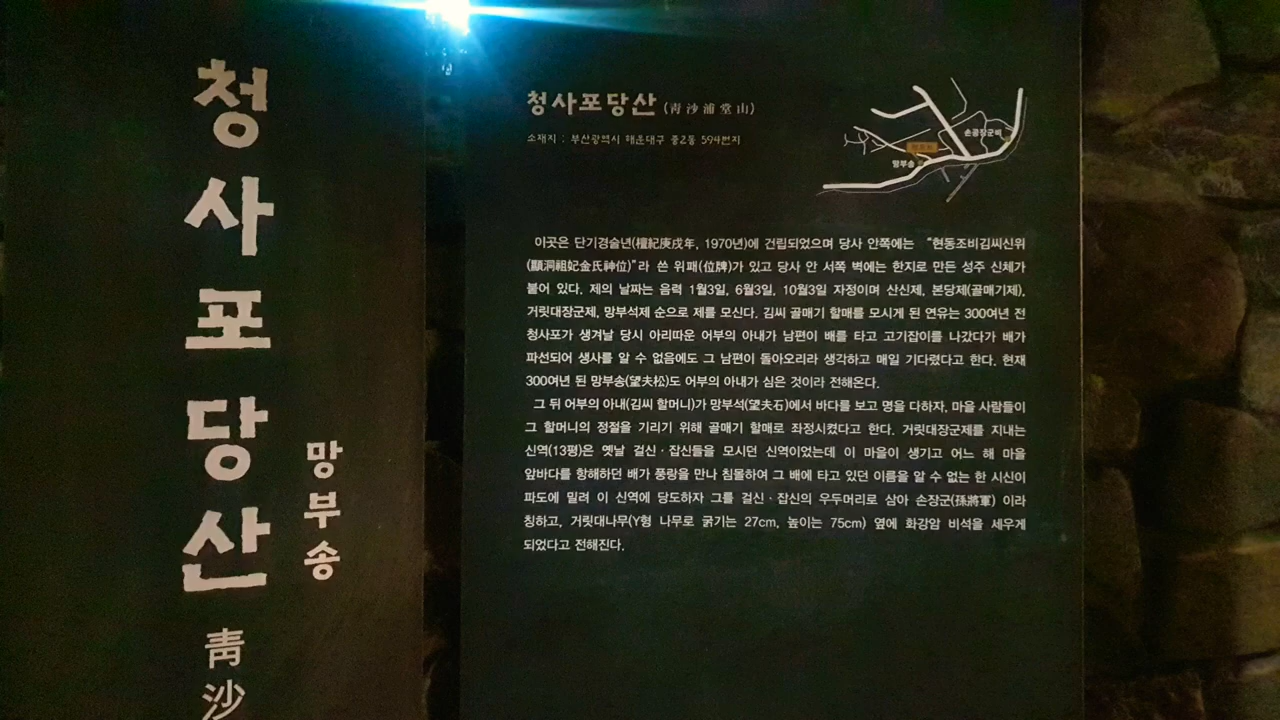 청사포당산
망부송
靑沙
청사포당산 (靑沙浦堂山)
소재지 : 부산광역시 해운대구 중2동 594번지
손공장군비
망부송
이곳은 단기경술년(檀紀庚戌年, 1970년)에 건립되었으며 당사 안쪽에는 “현동조비김씨신위
(顯洞祖妣金氏神位)”라 쓴 위패(位牌)가 있고 당사 안 서쪽 벽에는 한지로 만든 성주 신체가
붙어 있다. 제의 날짜는 음력 1월3일, 6월3일, 10월3일 자정이며 산신제, 본당제(골매기제),
거릿대장군제, 망부석제 순으로 제를 모신다. 김씨 골매기 할매를 모시게 된 연유는 300여년 전
청사포가 생겨날 당시 아리따운 어부의 아내가 남편이 배를 타고 고기잡이를 나갔다가 배가
파선되어 생사를 알 수 없음에도 그 남편이 돌아오리라 생각하고 매일 기다렸다고 한다. 현재
300여년 된 망부송(望夫松)도 어부의 아내가 심은 것이라 전해온다.
그 뒤 어부의 아내(김씨 할머니)가 망부석(望夫石)에서 바다를 보고 명을 다하자, 마을 사람들이
그 할머니의 정절을 기리기 위해 골매기 할매로 좌정시켰다고 한다. 거릿대장군제를 지내는
신역(13평)은 옛날 걸신·잡신들을 모시던 신역이었는데 이 마을이 생기고 어느 해 마을
앞바다를 항해하던 배가 풍랑을 만나 침몰하여 그 배에 타고 있던 이름을 알 수 없는 한 시신이
파도에 밀려 이 신역에 당도하자 그를 걸신·잡신의 우두머리로 삼아 손장군(孫將軍) 이라
칭하고, 거릿대나무(Y형 나무로 굵기는 27cm, 높이는 75cm) 옆에 화강암 비석을 세우게
되었다고 전해진다.